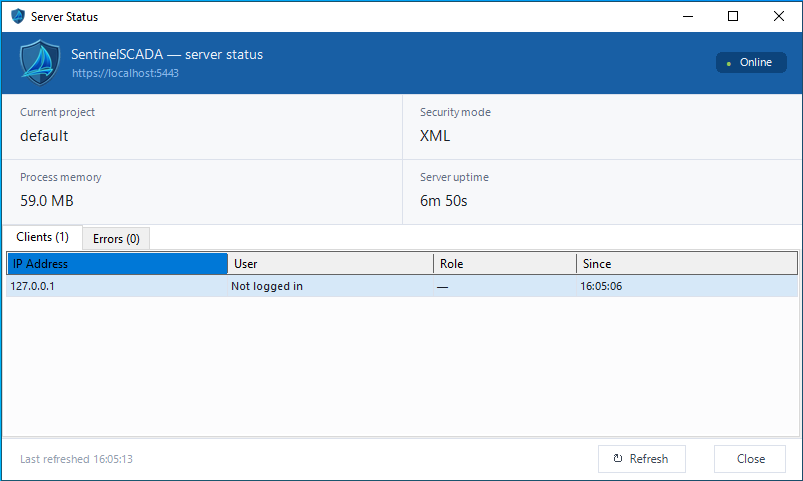 Server Status
SentinelSCADA — server status
https://localhost:5443
Online
Current project
default
Security mode
XML
Process memory
59.0 MB
Server uptime
6m 50s
Clients (1)
Errors (0)
IP Address User Role Since
127.0.0.1 Not logged in — 16:05:06
Last refreshed 16:05:13
Refresh
Close